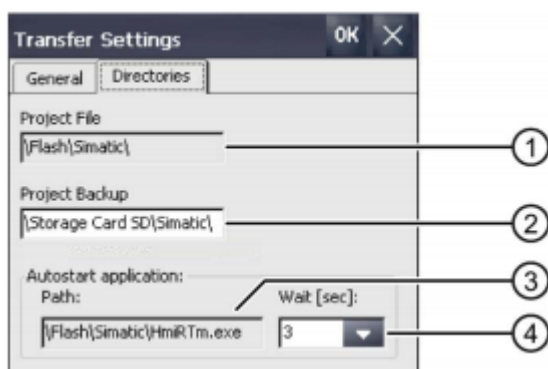 Transfer Settings OK
General Directories
Project File
\Flash\Simatic\
1
Project Backup
\Storage Card SD\Simatic\
2
Autostart application:
3
Path: Wait [sec]:
\Flash\Simatic\HmiRTm.exe 3
4